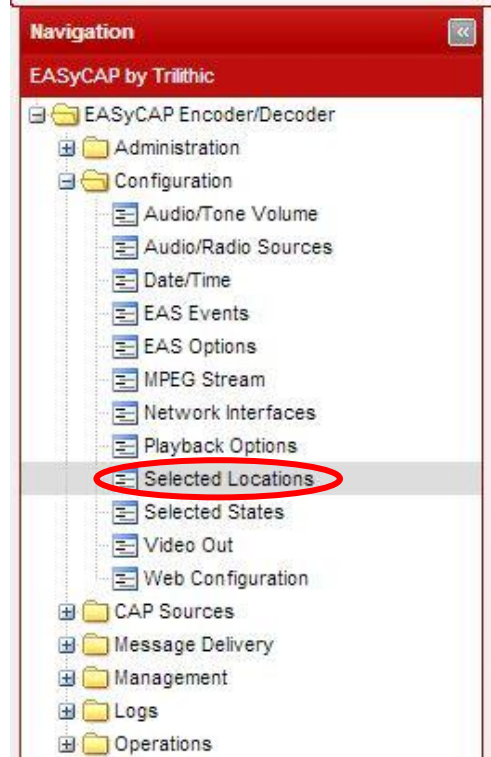 Navigation
EASyCAP by Trilithic
EASyCAP Encoder/Decoder
Administration
Configuration
Audio/Tone Volume
Audio/Radio Sources
Date/Time
EAS Events
EAS Options
MPEG Stream
Network Interfaces
Playback Options
Selected Locations
Selected States
Video Out
Web Configuration
CAP Sources
Message Delivery
Management
Logs
Operations